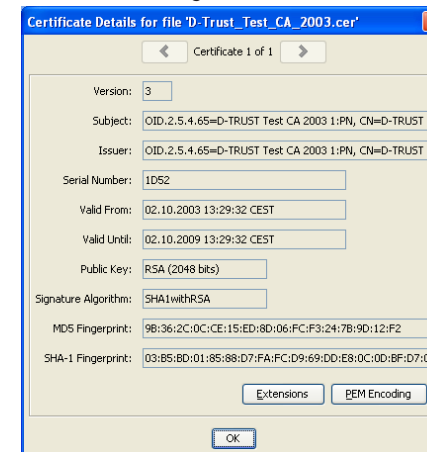 Certificate Details for file 'D-Trust_Test_CA_2003.cer'
Certificate 1 of 1
Version: 3
Subject: OID.2.5.4.65=D-TRUST Test CA 2003 1:PN, CN=D-TRUST
Issuer: OID.2.5.4.65=D-TRUST Test CA 2003 1:PN, CN=D-TRUST
Serial Number: 1D52
Valid From: 02.10.2003 13:29:32 CEST
Valid Until: 02.10.2009 13:29:32 CEST
Public Key: RSA (2048 bits)
Signature Algorithm: SHA1withRSA
MD5 Fingerprint: 9B:36:2C:0C:CE:15:ED:8D:06:FC:F3:24:7B:9D:12:F2
SHA-1 Fingerprint: 03:B5:BD:01:85:88:D7:FA:FC:D9:69:DD:E8:0C:0D:BF:D7:
Extensions PEM Encoding
OK